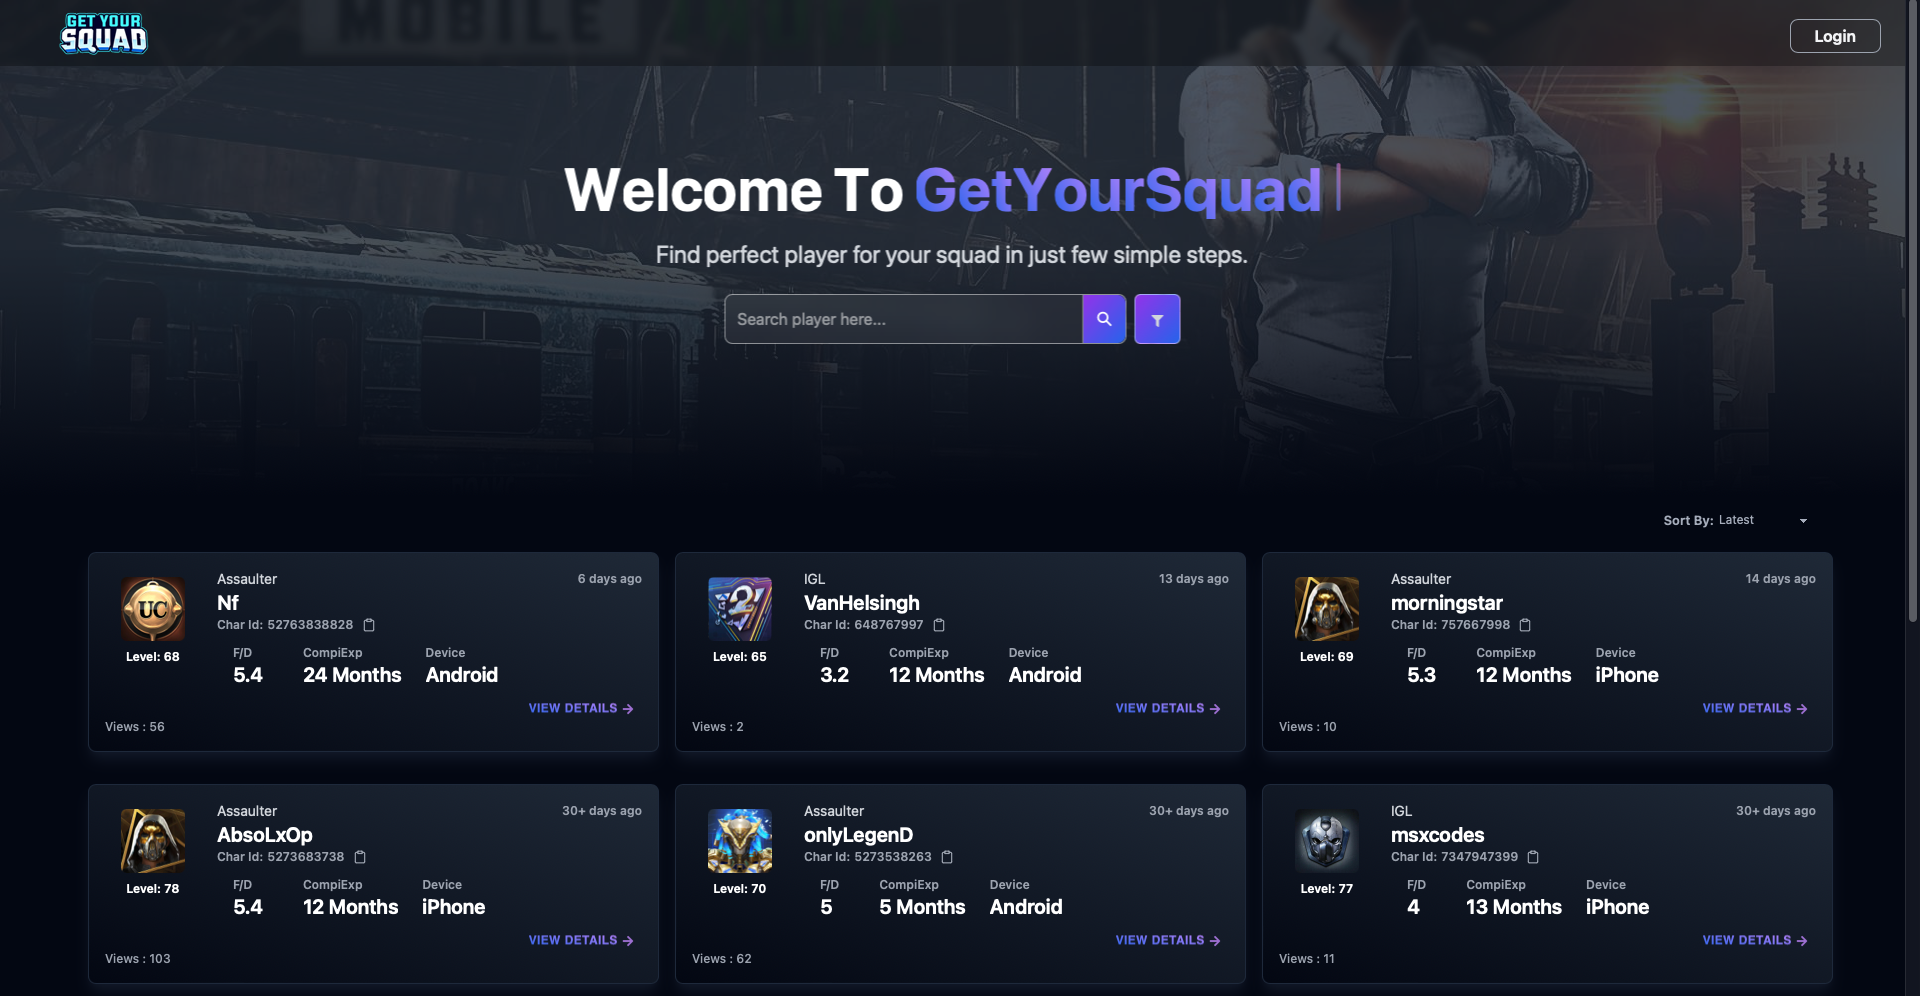 GET YOUR
SQUAD
Login
MOBILE
Welcome To GetYourSquad
Find perfect player for your squad in just few simple steps.
Search player here...
Sort By: Latest
Assaulter
6 days ago
Nf
Char Id: 52763838828
UC
Level: 68
F/D CompiExp Device
5.4 24 Months Android
VIEW DETAILS →
Views : 56
IGL
13 days ago
VanHelsingh
Char Id: 648767997
2
Level: 65
F/D CompiExp Device
3.2 12 Months Android
VIEW DETAILS →
Views : 2
Assaulter
14 days ago
morningstar
Char Id: 757667998
Level: 69
F/D CompiExp Device
5.3 12 Months iPhone
VIEW DETAILS →
Views : 10
Assaulter
30+ days ago
AbsoLxOp
Char Id: 5273683738
Level: 78
F/D CompiExp Device
5.4 12 Months iPhone
VIEW DETAILS →
Views : 103
Assaulter
30+ days ago
onlyLegenD
Char Id: 5273538263
Level: 70
F/D CompiExp Device
5 5 Months Android
VIEW DETAILS →
Views : 62
IGL
30+ days ago
msxcodes
Char Id: 7347947399
Level: 77
F/D CompiExp Device
4 13 Months iPhone
VIEW DETAILS →
Views : 11